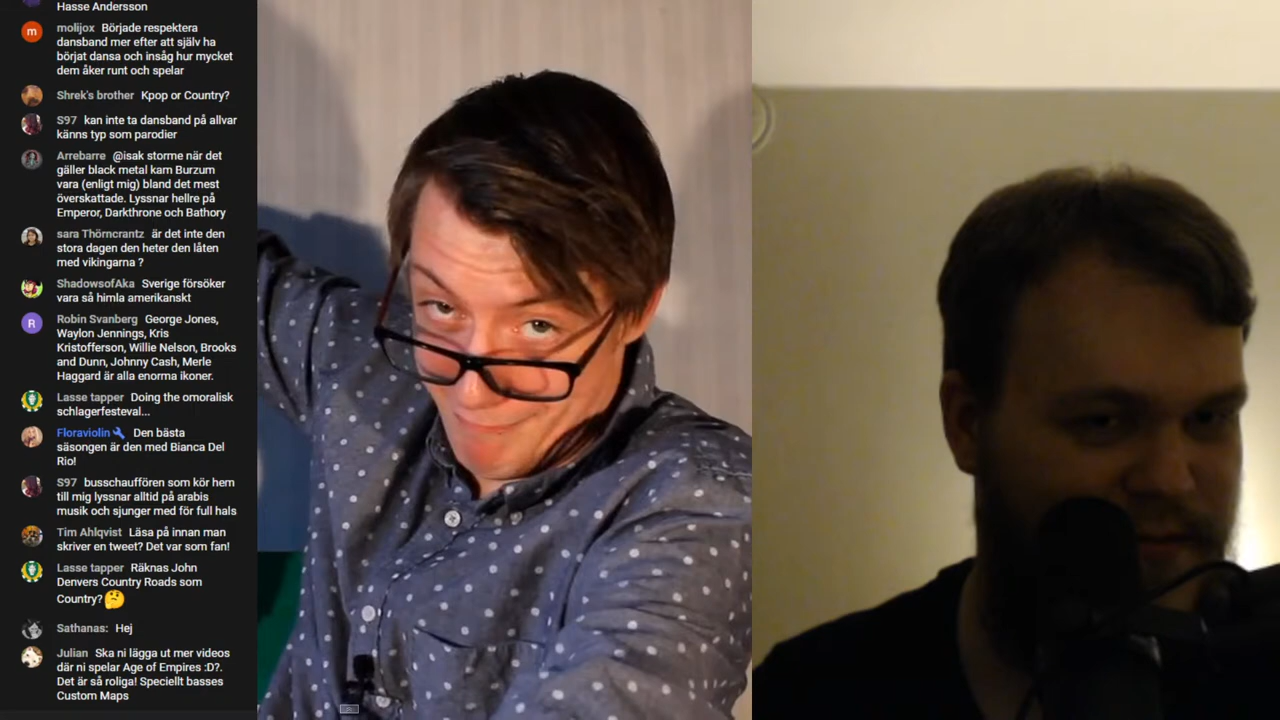 Hasse Andersson
molijox Började respektera
dansband mer efter att själv ha
börjat dansa och insåg hur mycket
dem åker runt och spelar
Shrek's brother Kpop or Country?
S97 kan inte ta dansband på allvar
känns typ som parodier
Arrebarre @isak storme när det
gäller black metal kam Burzum
vara (enligt mig) bland det mest
överskattade. Lyssnar hellre på
Emperor, Darkthrone och Bathory
sara Thörncrantz är det inte den
stora dagen den heter den låten
med vikingarna ?
ShadowsofAka Sverige försöker
vara så himla amerikanskt
Robin Svanberg George Jones,
Waylon Jennings, Kris
Kristofferson, Willie Nelson, Brooks
and Dunn, Johnny Cash, Merle
Haggard är alla enorma ikoner.
Lasse tapper Doing the omoralisk
schlagerfesteval...
Floraviolin Den bästa
säsongen är den med Bianca Del
Rio!
S97 busschauffören som kör hem
till mig lyssnar alltid på arabis
musik och sjunger med för full hals
Tim Ahlqvist Läsa på innan man
skriver en tweet? Det var som fan!
Lasse tapper Räknas John
Denvers Country Roads som
Country?🤔
Sathanas: Hej
Julian Ska ni lägga ut mer videos
där ni spelar Age of Empires :D?.
Det är så roliga! Speciellt basses
Custom Maps